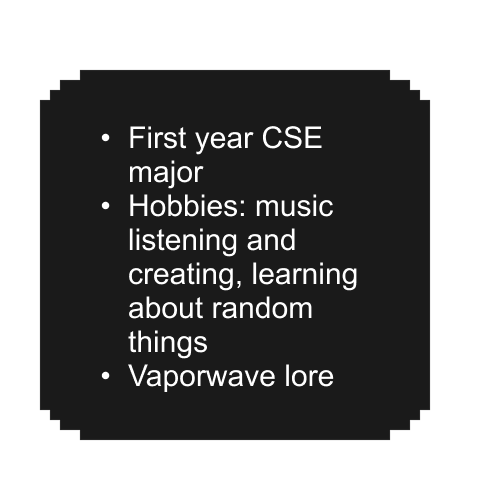 • First year CSE
major
• Hobbies: music
listening and
creating, learning
about random
things
• Vaporwave lore